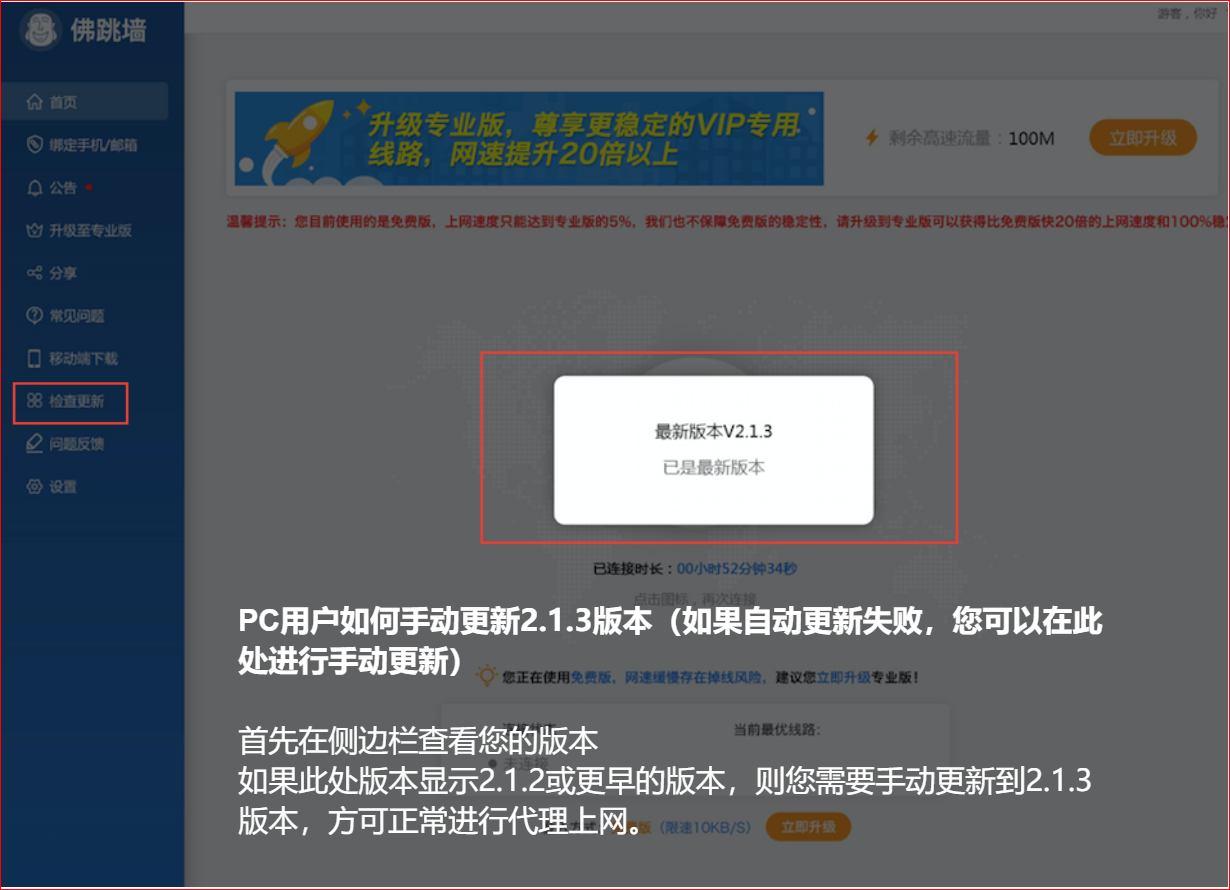 佛跳墙
游客，你好
首页
绑定手机/邮箱
公告
升级至专业版
分享
常见问题
移动端下载
检查更新
问题反馈
设置
升级专业版，尊享更稳定的VIP专用
线路，网速提升20倍以上
剩余高速流量：100M
立即升级
温馨提示：您目前使用的是免费版，上网速度只能达到专业版的5%，我们也不保障免费版的稳定性，请升级到专业版可以获得比免费版快20倍的上网速度和100%稳
最新版本V2.1.3
已是最新版本
已连接时长：00小时52分钟34秒
点击图标，再次连接
PC用户如何手动更新2.1.3版本（如果自动更新失败，您可以在此
处进行手动更新）
您正在使用免费版，网速缓慢存在掉线风险，建议您立即升级专业版！
当前最优线路：
首先在侧边栏查看您的版本
未连接
如果此处版本显示2.1.2或更早的版本，则您需要手动更新到2.1.3
版本，方可正常进行代理上网。
（限速10KB/S）
立即升级